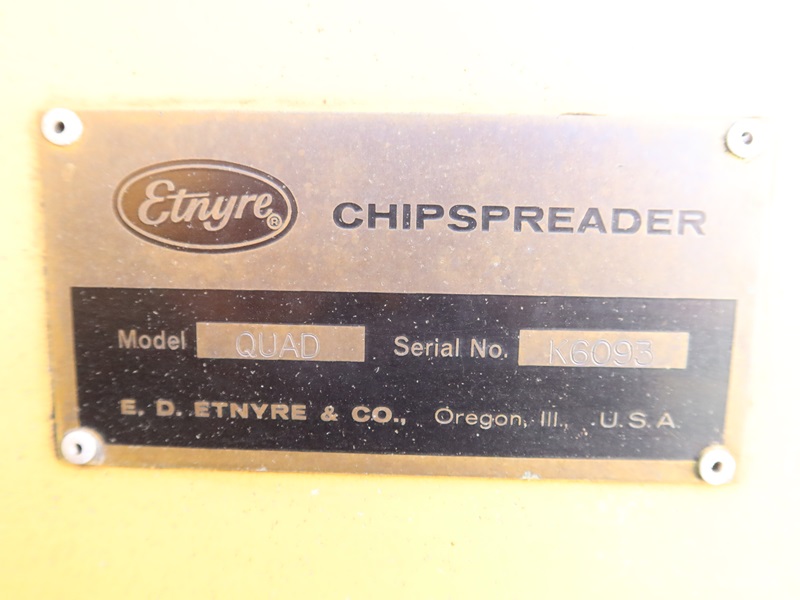 Etnyre®
CHIPSPREADER
Model QUAD Serial No. K6093
E. D. ETNYRE & CO., Oregon, Ill., U.S.A